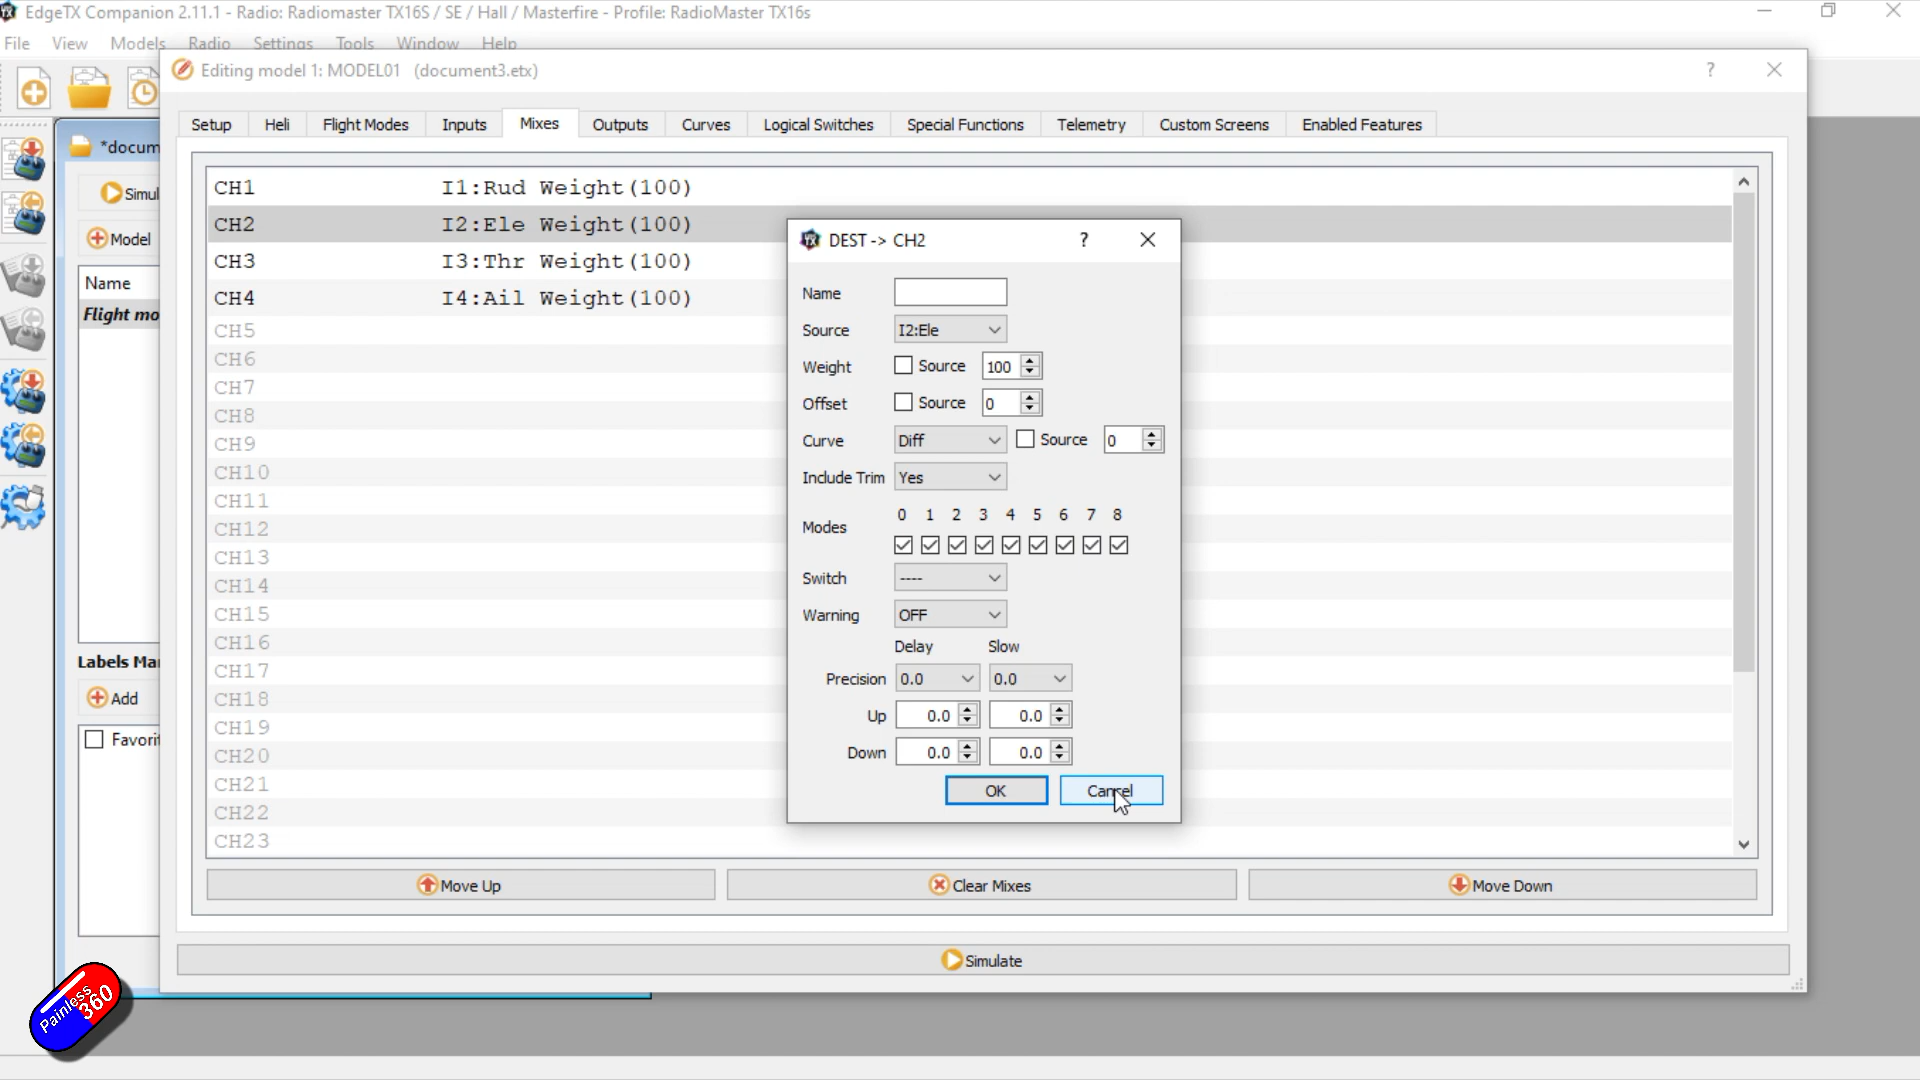 EdgeTX Companion 2.11.1 - Radio: Radiomaster TX16S / SE / Hall / Masterfire - Profile: RadioMaster TX16s
File View Models Radio Settings Tools Window Help
Editing model 1: MODEL01 (document3.etx)
Setup Heli Flight Modes Inputs Mixes Outputs Curves Logical Switches Special Functions Telemetry Custom Screens Enabled Features
*docum
Simul
Model
Name
Flight mo
Labels Ma
Add
Favorit
CH1 I1:Rud Weight(100)
CH2 I2:Ele Weight(100)
CH3 I3:Thr Weight(100)
CH4 I4:Ail Weight(100)
CH5
CH6
CH7
CH8
CH9
CH10
CH11
CH12
CH13
CH14
CH15
CH16
CH17
CH18
CH19
CH20
CH21
CH22
CH23
DEST -> CH2
Name
Source I2:Ele
Weight Source 100
Offset Source 0
Curve Diff Source 0
Include Trim Yes
0 1 2 3 4 5 6 7 8
Modes
Switch ----
Warning OFF
Delay Slow
Precision 0.0 0.0
Up 0.0 0.0
Down 0.0 0.0
OK Cancel
Move Up Clear Mixes Move Down
Simulate
Painless
360